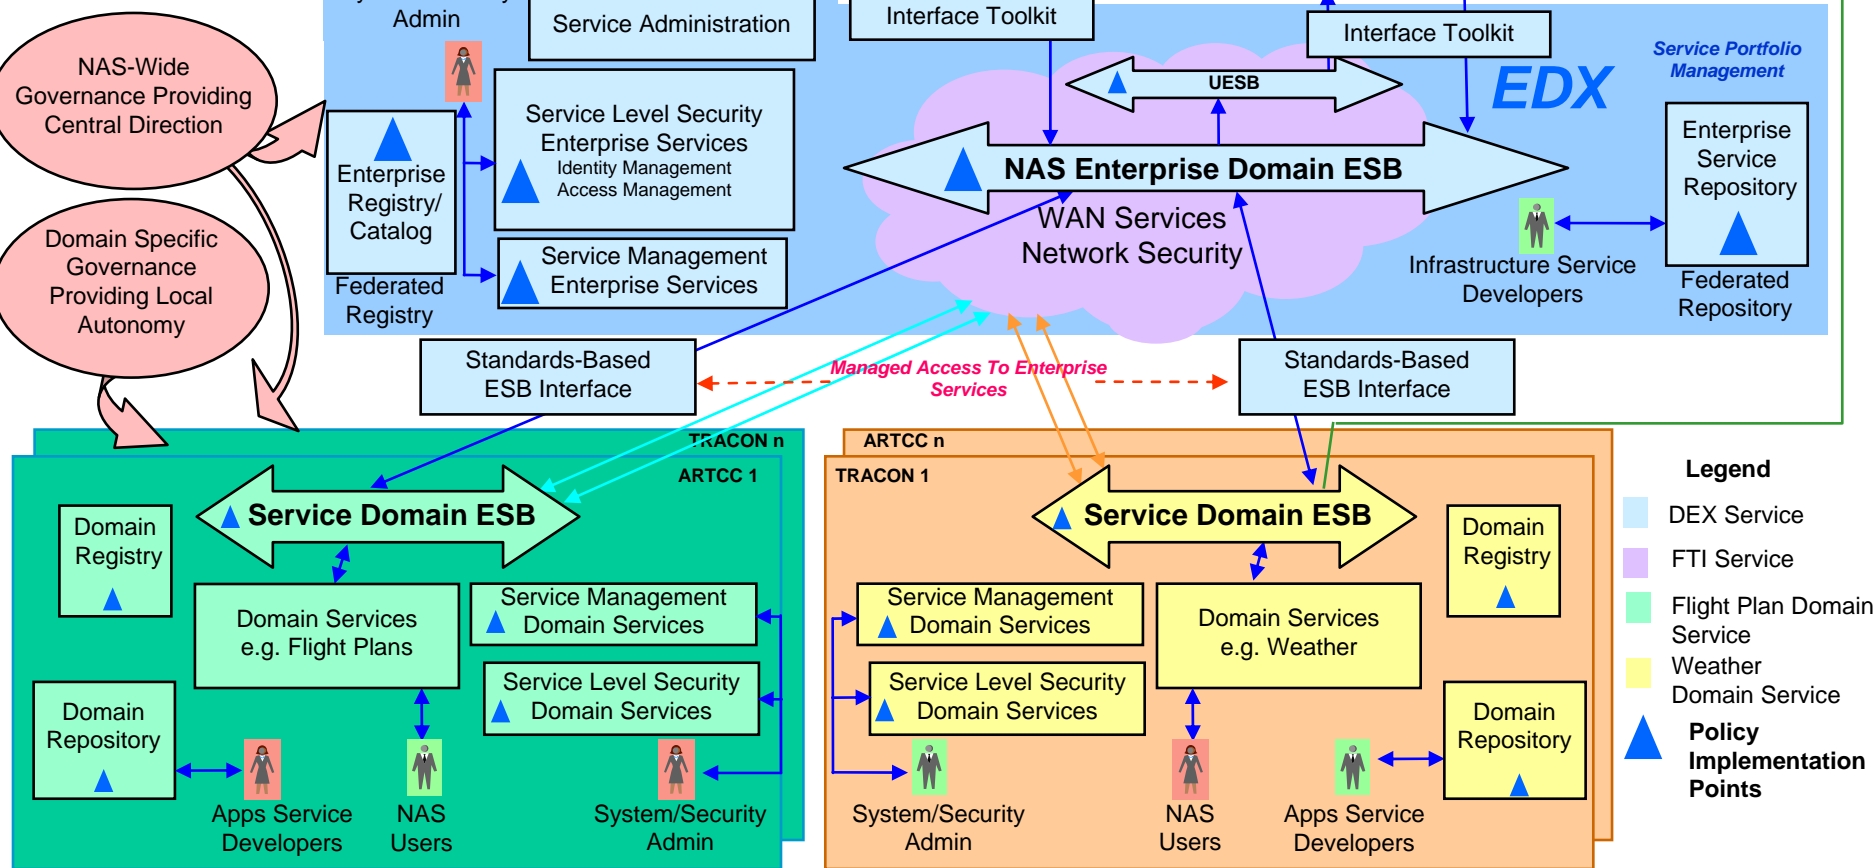 Admin
Service Administration
Interface Toolkit
Interface Toolkit
Service Portfolio
Management
EDX
NAS-Wide
Governance Providing
Central Direction
Domain Specific
Governance
Providing Local
Autonomy
Enterprise
Registry/
Catalog
Federated
Registry
Service Level Security
Enterprise Services
Identity Management
Access Management
Service Management
Enterprise Services
UESB
NAS Enterprise Domain ESB
WAN Services
Network Security
Infrastructure Service
Developers
Enterprise
Service
Repository
Federated
Repository
Standards-Based
ESB Interface
Managed Access To Enterprise
Services
Standards-Based
ESB Interface
TRACON n
ARTCC 1
Service Domain ESB
Domain
Registry
Domain Services
e.g. Flight Plans
Service Management
Domain Services
Service Level Security
Domain Services
Domain
Repository
Apps Service
Developers
NAS
Users
System/Security
Admin
ARTCC n
TRACON 1
Service Domain ESB
Domain
Registry
Service Management
Domain Services
Domain Services
e.g. Weather
Service Level Security
Domain Services
Domain
Repository
System/Security
Admin
NAS
Users
Apps Service
Developers
Legend
DEX Service
FTI Service
Flight Plan Domain
Service
Weather
Domain Service
Policy
Implementation
Points